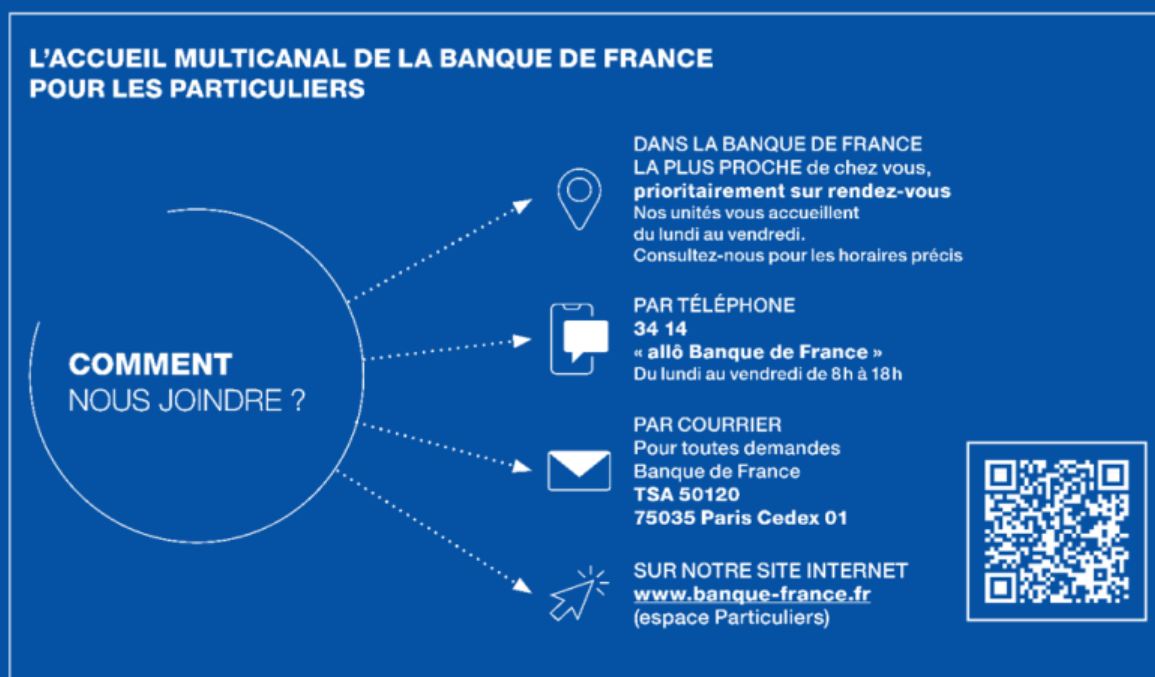 L'ACCUEIL MULTICANAL DE LA BANQUE DE FRANCE
POUR LES PARTICULIERS
COMMENT
NOUS JOINDRE ?
DANS LA BANQUE DE FRANCE
LA PLUS PROCHE de chez vous,
prioritairement sur rendez-vous
Nos unités vous accueillent
du lundi au vendredi.
Consultez-nous pour les horaires précis
PAR TÉLÉPHONE
34 14
« allô Banque de France »
Du lundi au vendredi de 8h à 18h
PAR COURRIER
Pour toutes demandes
Banque de France
TSA 50120
75035 Paris Cedex 01
SUR NOTRE SITE INTERNET
www.banque-france.fr
(espace Particuliers)